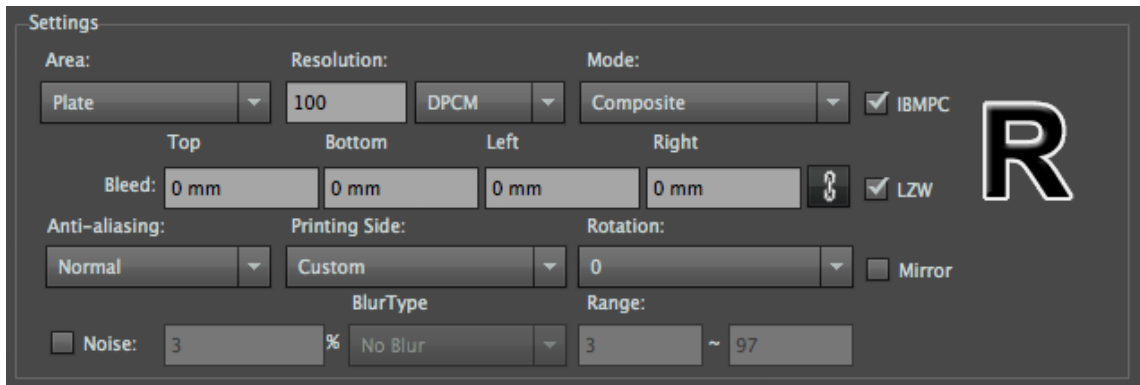 Settings
Area: Resolution: Mode:
Plate 100 DPCM Composite IBMPC
R
Top Bottom Left Right
Bleed: 0 mm 0 mm 0 mm 0 mm LZW
Anti-aliasing: Printing Side: Rotation:
Normal Custom 0 Mirror
BlurType Range:
Noise: 3 % No Blur 3 ~ 97